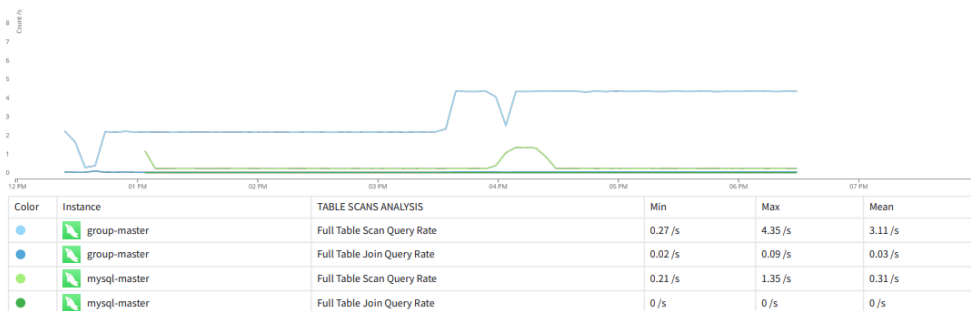 Count /s
8
7
6
5
4
3
2
1
0
12 PM 01 PM 02 PM 03 PM 04 PM 05 PM 06 PM 07 PM
Color Instance TABLE SCANS ANALYSIS Min Max Mean
group-master Full Table Scan Query Rate 0.27 /s 4.35 /s 3.11 /s
group-master Full Table Join Query Rate 0.02 /s 0.09 /s 0.03 /s
mysql-master Full Table Scan Query Rate 0.21 /s 1.35 /s 0.31 /s
mysql-master Full Table Join Query Rate 0 /s 0 /s 0 /s